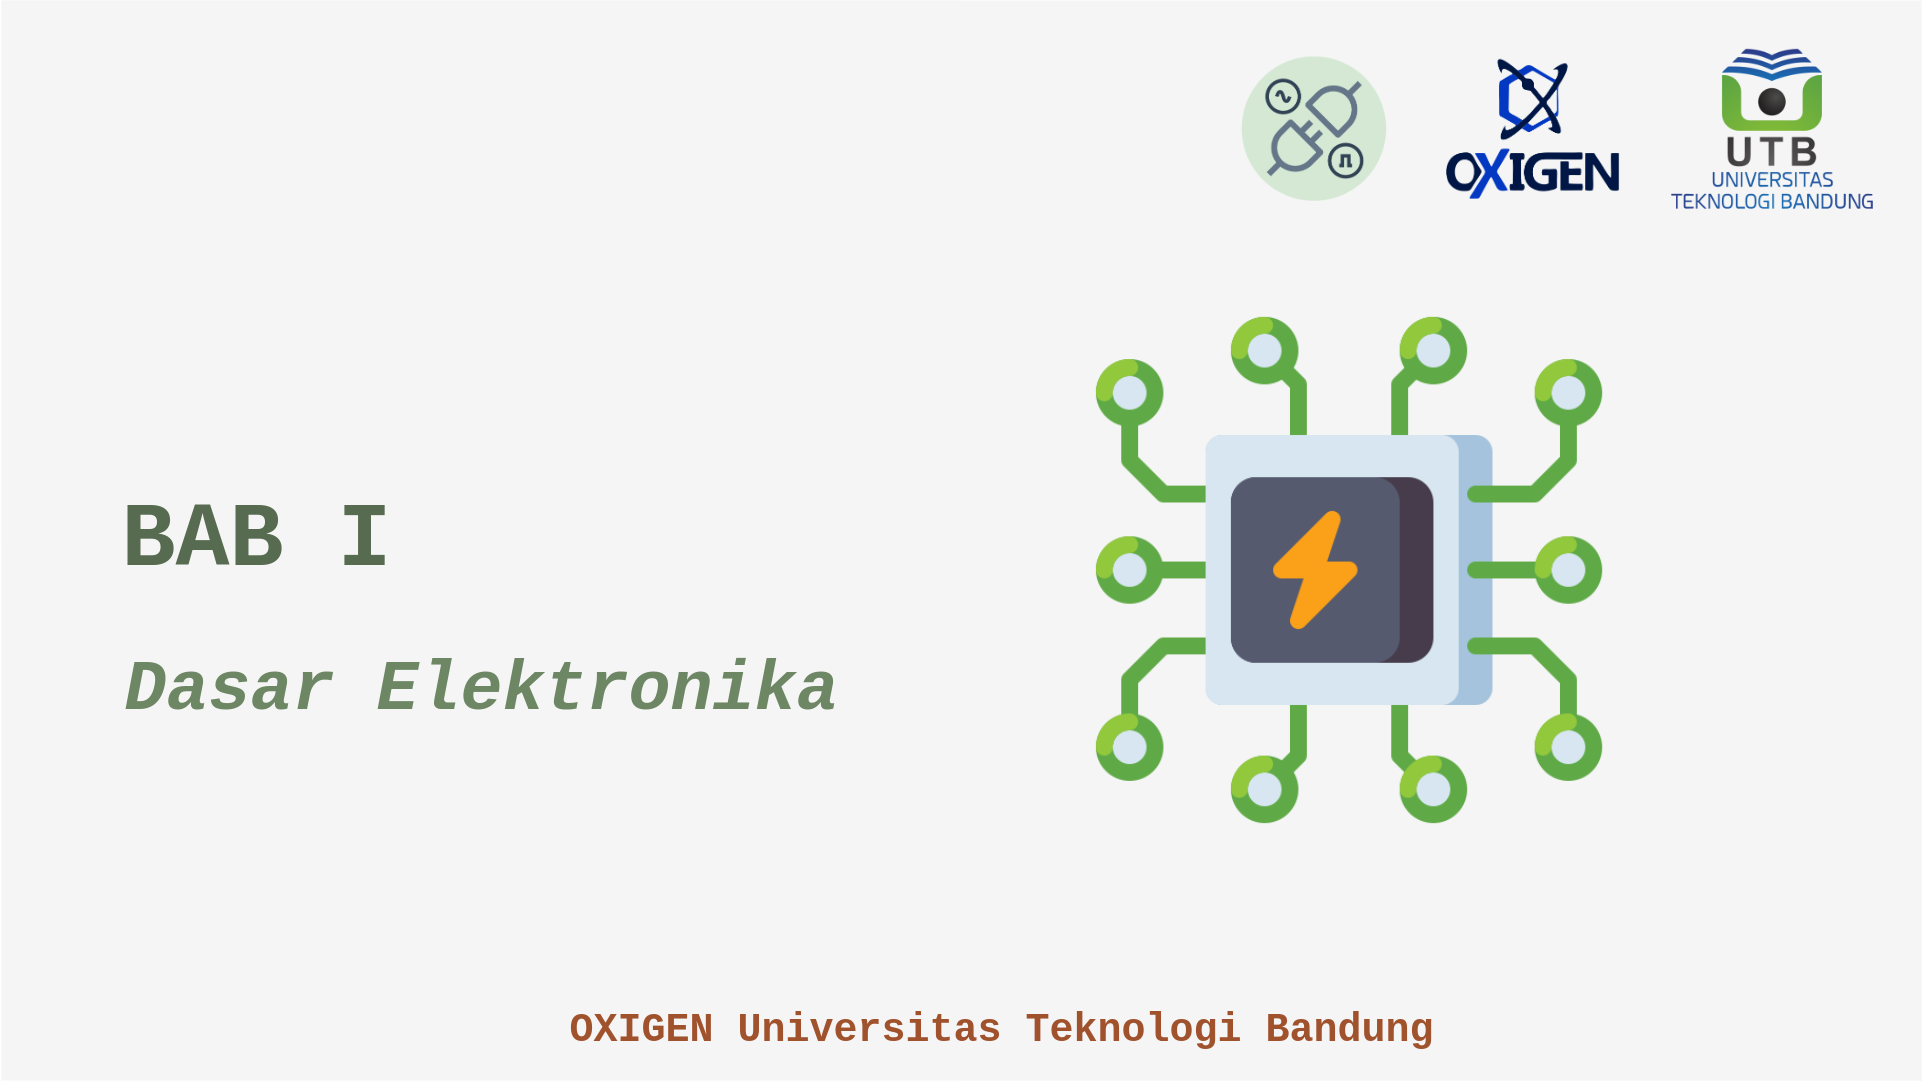 OXIGEN
UTB
UNIVERSITAS
TEKNOLOGI BANDUNG
BAB I
Dasar Elektronika
OXIGEN Universitas Teknologi Bandung